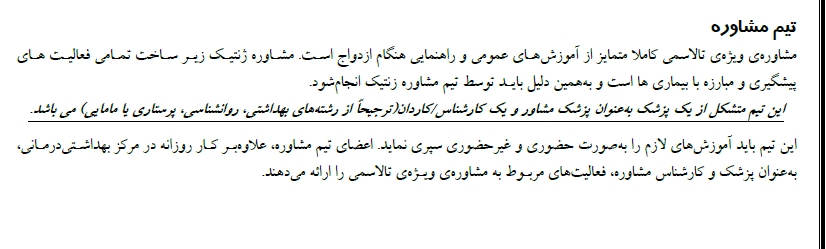 تیم مشاوره
مشاوره‌ی ویژه‌ی تالاسمی کاملا متمایز از آموزش‌های عمومی و راهنمایی هنگام ازدواج است. مشاوره ژنتیک زیر ساخت تمامی فعالیت های
پیشگیری و مبارزه با بیماری ها است و به‌همین دلیل باید توسط تیم مشاوره زنتیک انجام‌شود.
این تیم متشکل از یک پزشک به‌عنوان پزشک مشاور و یک کارشناس/کاردان(ترجیحاً از رشته‌های بهداشتی، روانشناسی، پرستاری یا مامایی) می باشد.
این تیم باید آموزش‌های لازم را به‌صورت حضوری و غیرحضوری سپری نماید. اعضای تیم مشاوره، علاوه‌بر کار روزانه در مرکز بهداشتی‌درمانی،
به‌عنوان پزشک و کارشناس مشاوره، فعالیت‌های مربوط به مشاوره‌ی ویژه‌ی تالاسمی را ارائه می‌دهند.